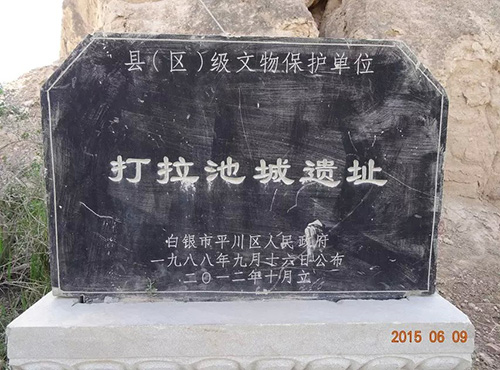 县(区)级文物保护单位
打拉池城遗址
白银市平川区人民政府
一九八八年九月十六日公布
二〇一二年十月立
2015 06 09